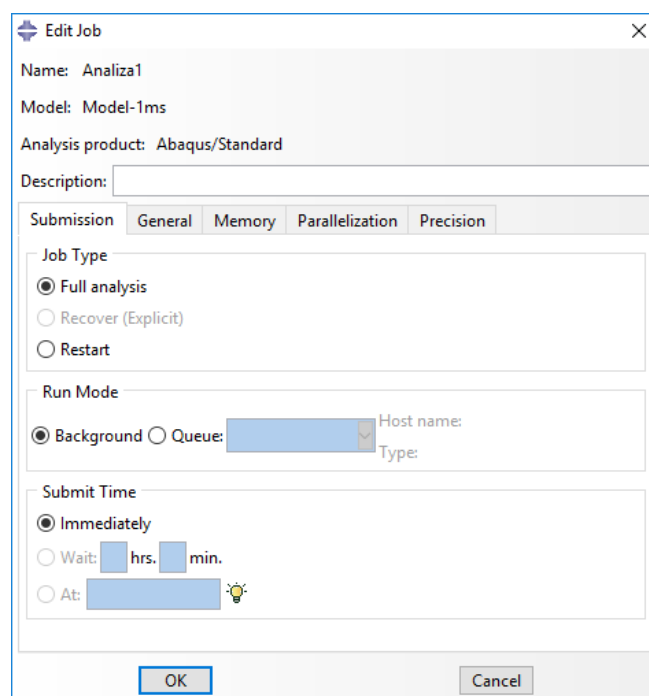 Edit Job
Name: Analiza1
Model: Model-1ms
Analysis product: Abaqus/Standard
Description:
Submission General Memory Parallelization Precision
Job Type
Full analysis
Recover (Explicit)
Restart
Run Mode
Background Queue: Host name:
Type:
Submit Time
Immediately
Wait: hrs. min.
At:
OK Cancel